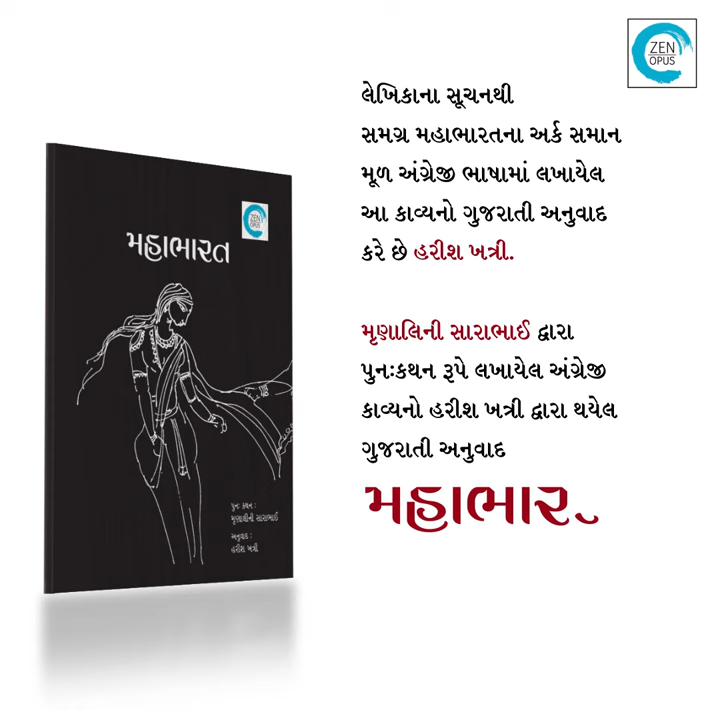 ZEN
OPUS
લેખિકાના સૂચનથી
સમગ્ર મહાભારતના અર્ક સમાન
મૂળ અંગ્રેજી ભાષામાં લખાયેલ
આ કાવ્યનો ગુજરાતી અનુવાદ
કરે છે હરીશ ખત્રી.
મૃણાલિની સારાભાઈ દ્વારા
પુનઃકથન રૂપે લખાયેલ અંગ્રેજી
કાવ્યનો હરીશ ખત્રી દ્વારા થયેલ
ગુજરાતી અનુવાદ
મહાભાર
ZEN
OPUS
મહાભારત
પુનઃ કથન :
મૃણાલીની સારાભાઈ
અનુવાદ :
હરીશ ખત્રી